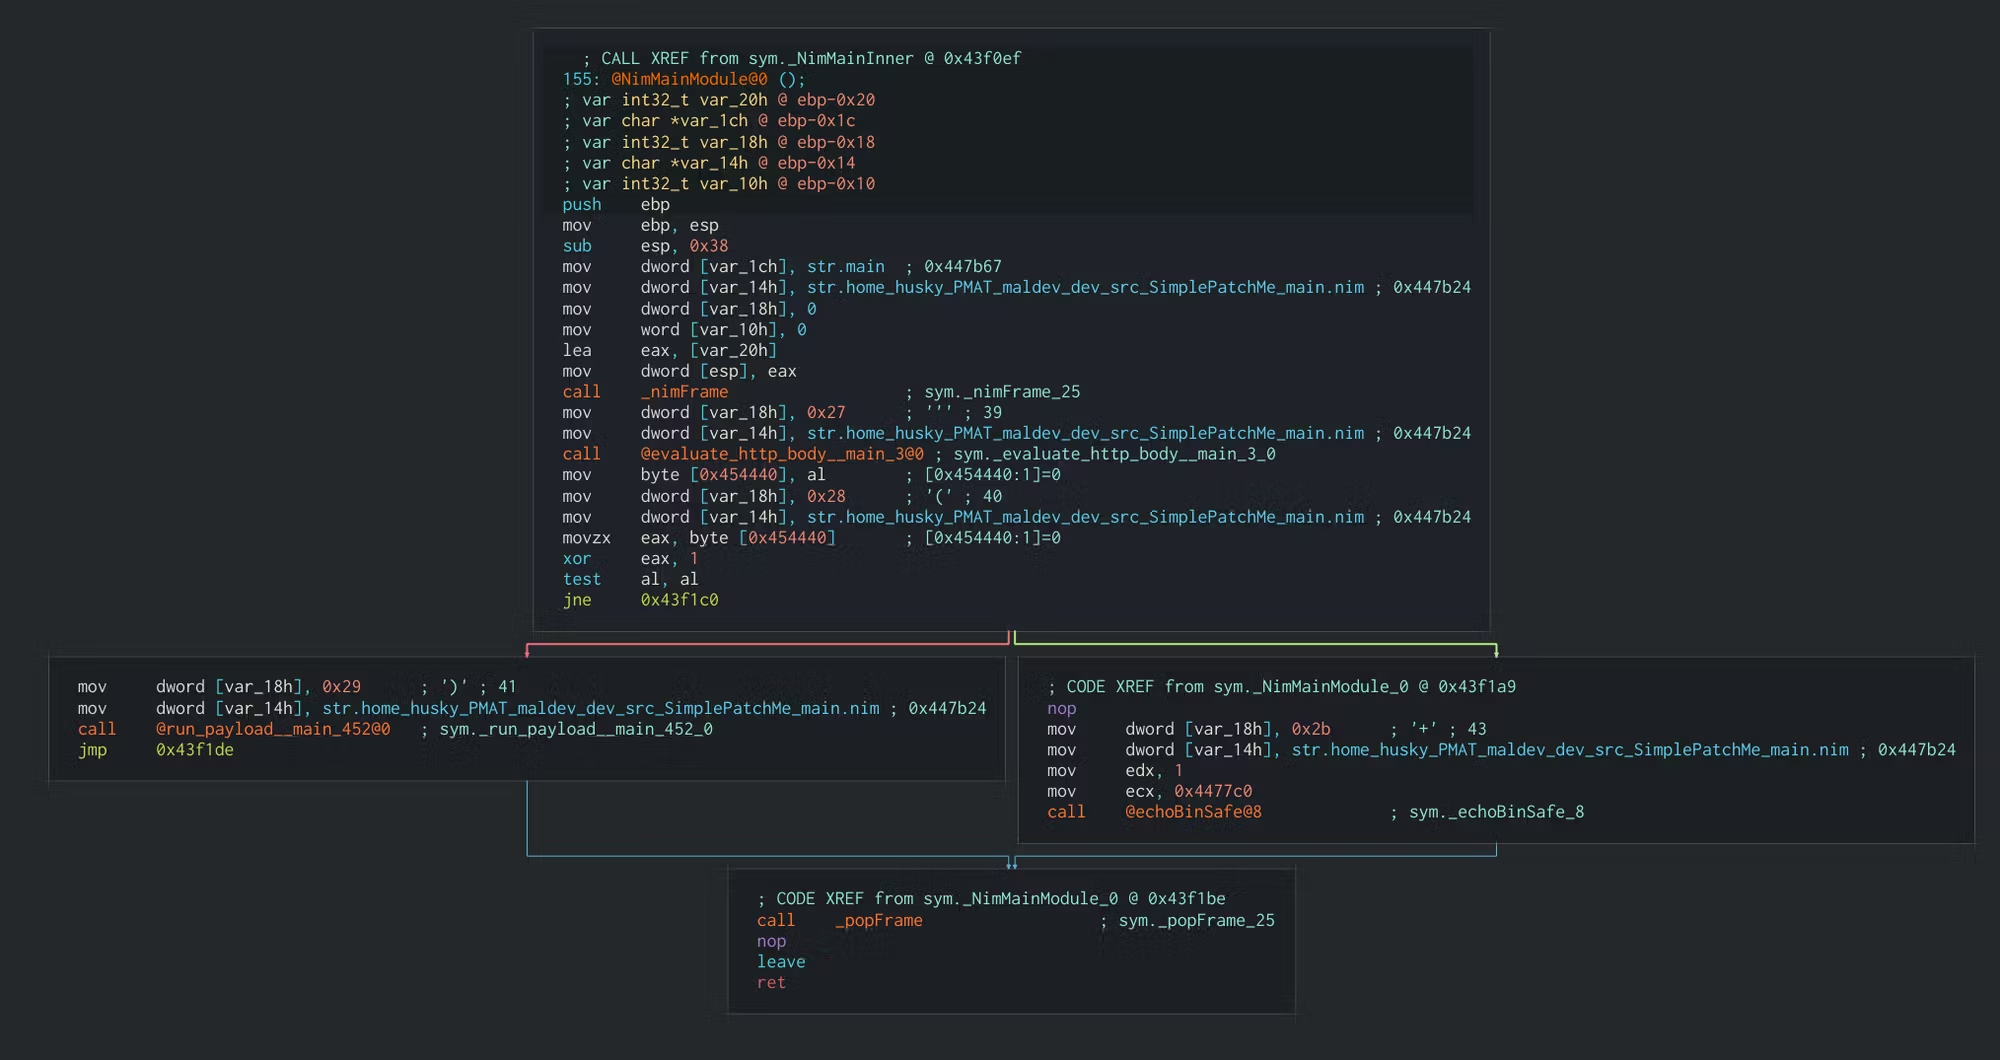 ; CALL XREF from sym._NimMainInner @ 0x43f0ef
155: @NimMainModule@0 ();
; var int32_t var_20h @ ebp-0x20
; var char *var_1ch @ ebp-0x1c
; var int32_t var_18h @ ebp-0x18
; var char *var_14h @ ebp-0x14
; var int32_t var_10h @ ebp-0x10
push ebp
mov ebp, esp
sub esp, 0x38
mov dword [var_1ch], str.main ; 0x447b67
mov dword [var_14h], str.home_husky_PMAT_maldev_dev_src_SimplePatchMe_main.nim ; 0x447b24
mov dword [var_18h], 0
mov word [var_10h], 0
lea eax, [var_20h]
mov dword [esp], eax
call _nimFrame ; sym._nimFrame_25
mov dword [var_18h], 0x27 ; ''' ; 39
mov dword [var_14h], str.home_husky_PMAT_maldev_dev_src_SimplePatchMe_main.nim ; 0x447b24
call @evaluate_http_body__main_3@0 ; sym._evaluate_http_body__main_3_0
mov byte [0x454440], al ; [0x454440:1]=0
mov dword [var_18h], 0x28 ; '(' ; 40
mov dword [var_14h], str.home_husky_PMAT_maldev_dev_src_SimplePatchMe_main.nim ; 0x447b24
movzx eax, byte [0x454440] ; [0x454440:1]=0
xor eax, 1
test al, al
jne 0x43f1c0
mov dword [var_18h], 0x29 ; ')' ; 41
mov dword [var_14h], str.home_husky_PMAT_maldev_dev_src_SimplePatchMe_main.nim ; 0x447b24
call @run_payload__main_452@0 ; sym._run_payload__main_452_0
jmp 0x43f1de
; CODE XREF from sym._NimMainModule_0 @ 0x43f1a9
nop
mov dword [var_18h], 0x2b ; '+' ; 43
mov dword [var_14h], str.home_husky_PMAT_maldev_dev_src_SimplePatchMe_main.nim ; 0x447b24
mov edx, 1
mov ecx, 0x4477c0
call @echoBinSafe@8 ; sym._echoBinSafe_8
; CODE XREF from sym._NimMainModule_0 @ 0x43f1be
call _popFrame ; sym._popFrame_25
nop
leave
ret